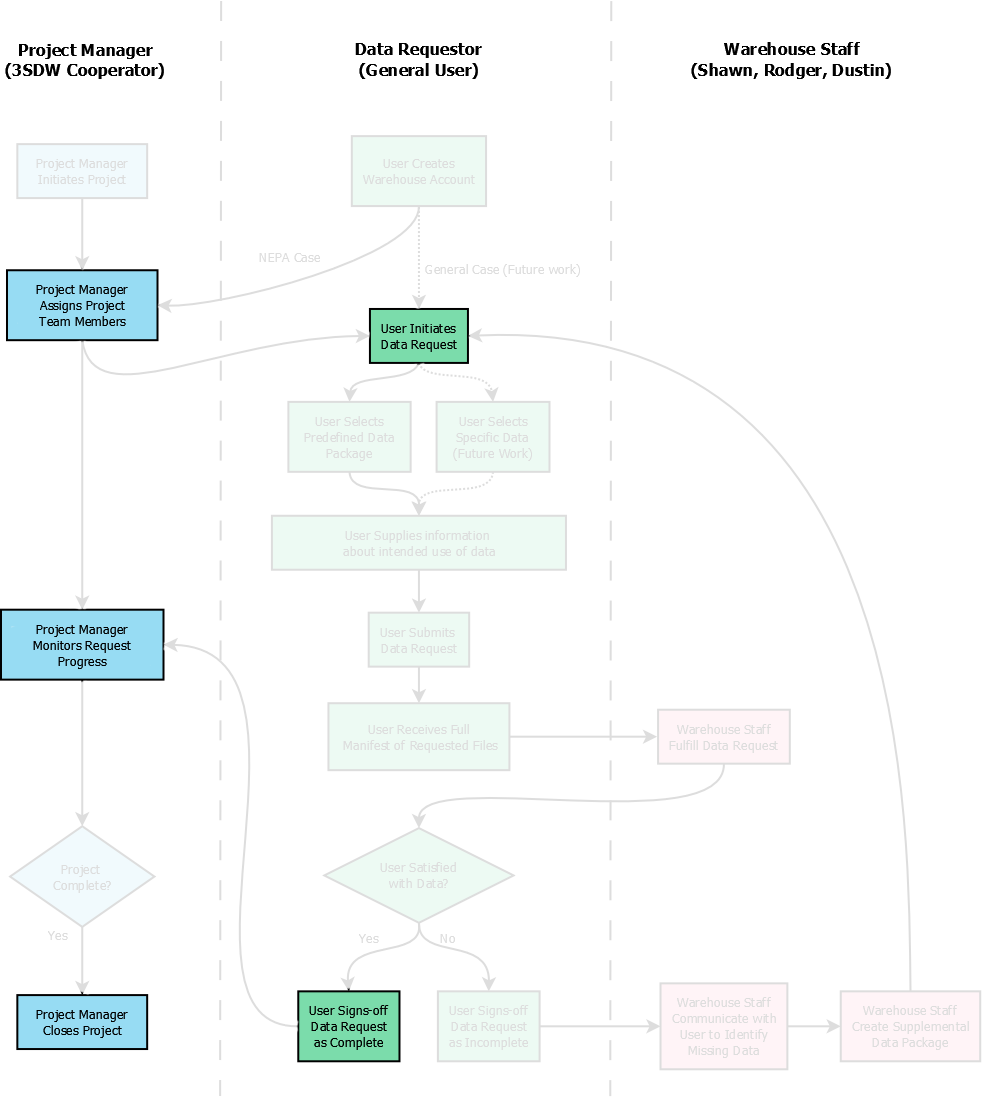 Project Manager
(3SDW Cooperator)
Data Requestor
(General User)
Warehouse Staff
(Shawn, Rodger, Dustin)
Project Manager
Initiates Project
User Creates
Warehouse Account
NEPA Case
General Case (Future work)
Project Manager
Assigns Project
Team Members
User Initiates
Data Request
User Selects
Predefined Data
Package
User Selects
Specific Data
(Future Work)
User Supplies information
about intended use of data
Project Manager
Monitors Request
Progress
User Submits
Data Request
User Receives Full
Manifest of Requested Files
Warehouse Staff
Fulfill Data Request
Project
Complete?
User Satisfied
with Data?
Yes
Yes
No
Project Manager
Closes Project
User Signs-off
Data Request
as Complete
User Signs-off
Data Request
as Incomplete
Warehouse Staff
Communicate with
User to Identify
Missing Data
Warehouse Staff
Create Supplemental
Data Package